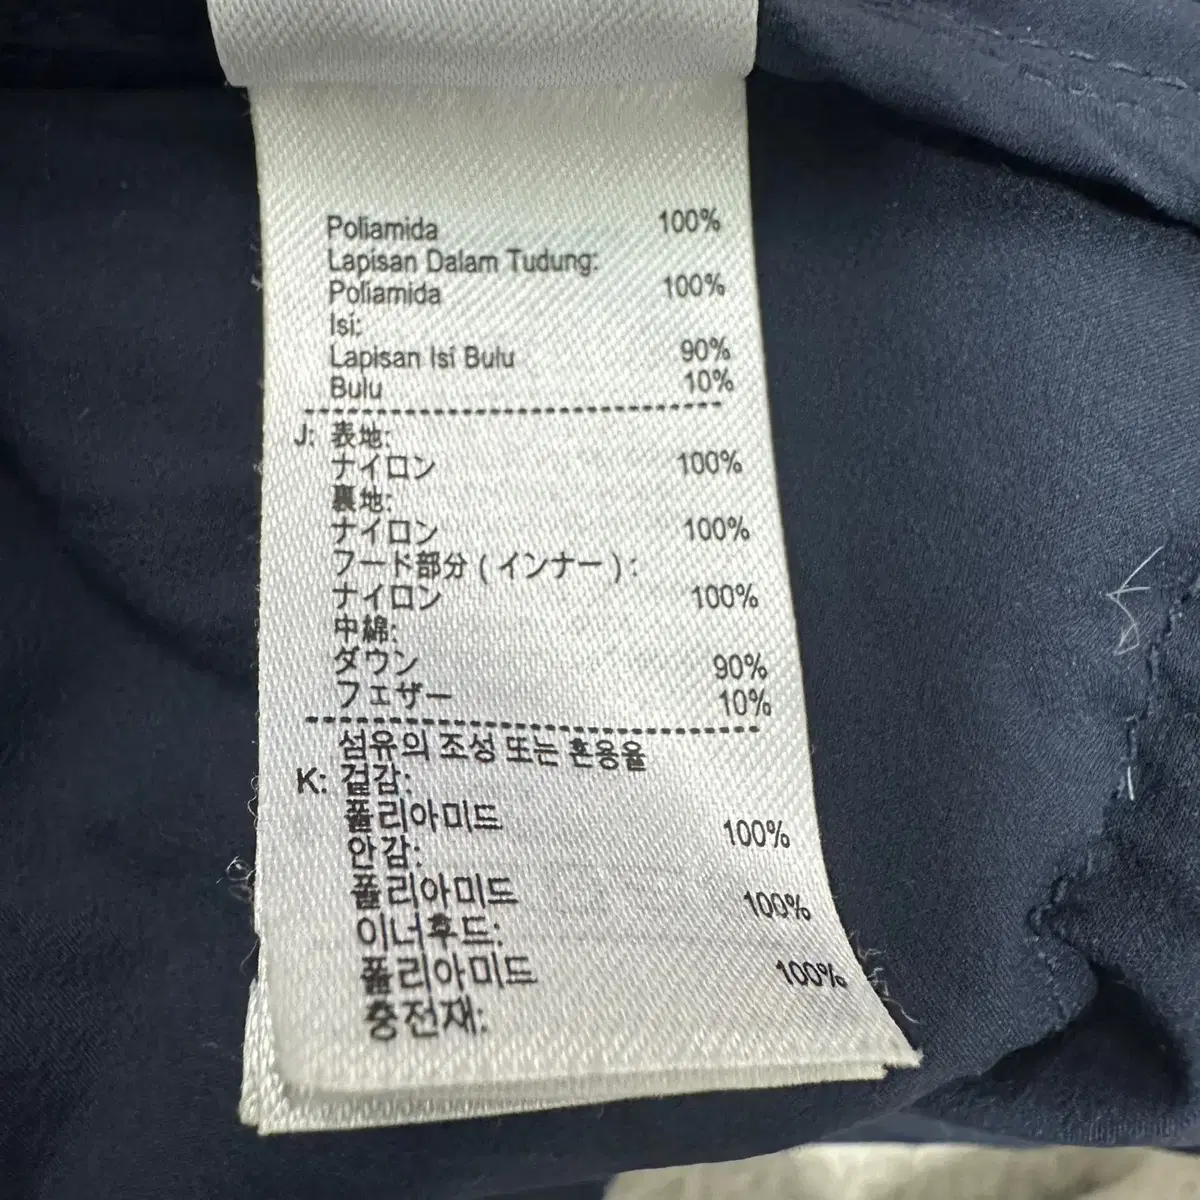 Poliamida 100%
Lapisan Dalam Tudung:
Poliamida 100%
Isi:
Lapisan Isi Bulu 90%
Bulu 10%
J: 表地:
ナイロン 100%
裏地:
ナイロン 100%
フード部分 ( インナー ) :
ナイロン 100%
中綿:
ダウン 90%
フェザー 10%
섬유의 조성 또는 혼용율
K: 겉감:
폴리아미드 100%
안감:
폴리아미드 100%
이너후드:
폴리아미드 100%
충전재: